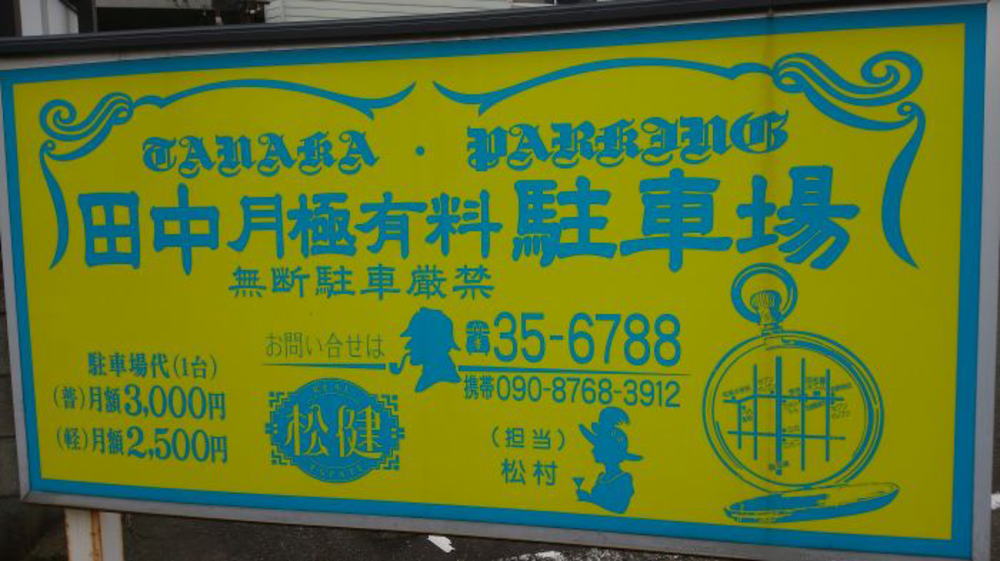 TANAKA・PARKING
田中月極有料駐車場
無断駐車厳禁
お問い合せは
☎35-6788
携帯090-8768-3912
駐車場代(1台)
(普)月額3,000円
(軽)月額2,500円
REAL
松健
ESTATE
(担当)
松村